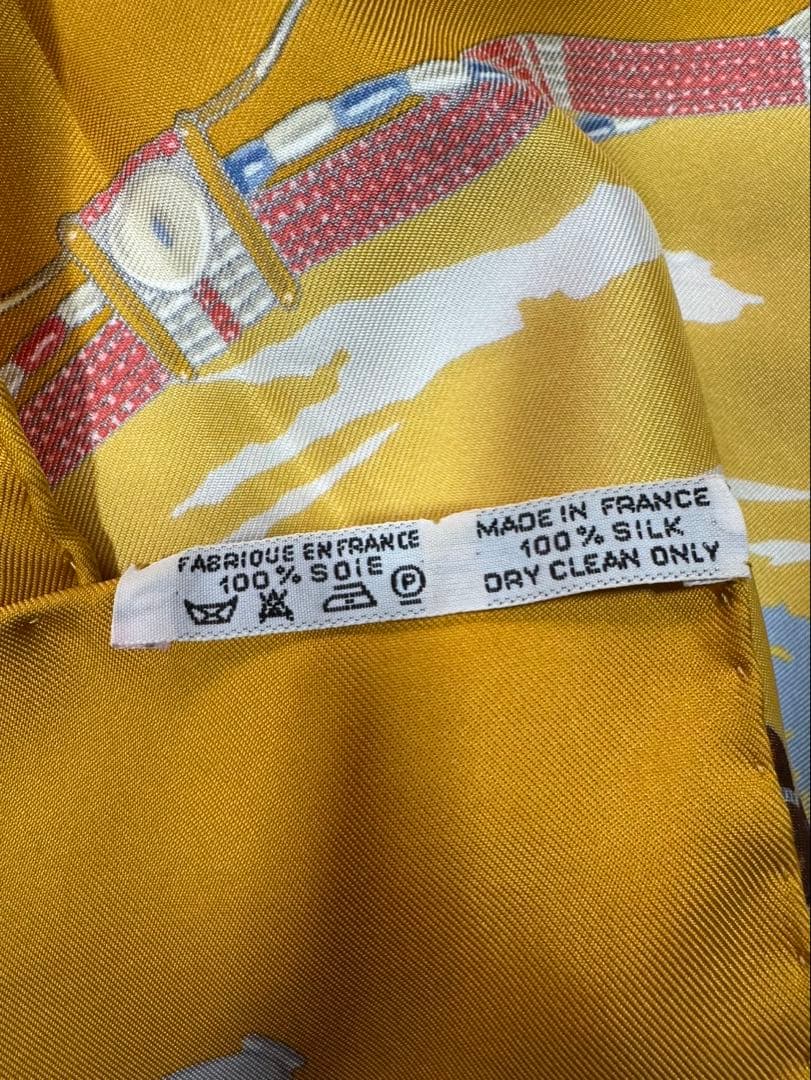 FABRIQUE EN FRANCE
100% SOIE
P
MADE IN FRANCE
100% SILK
DRY CLEAN ONLY